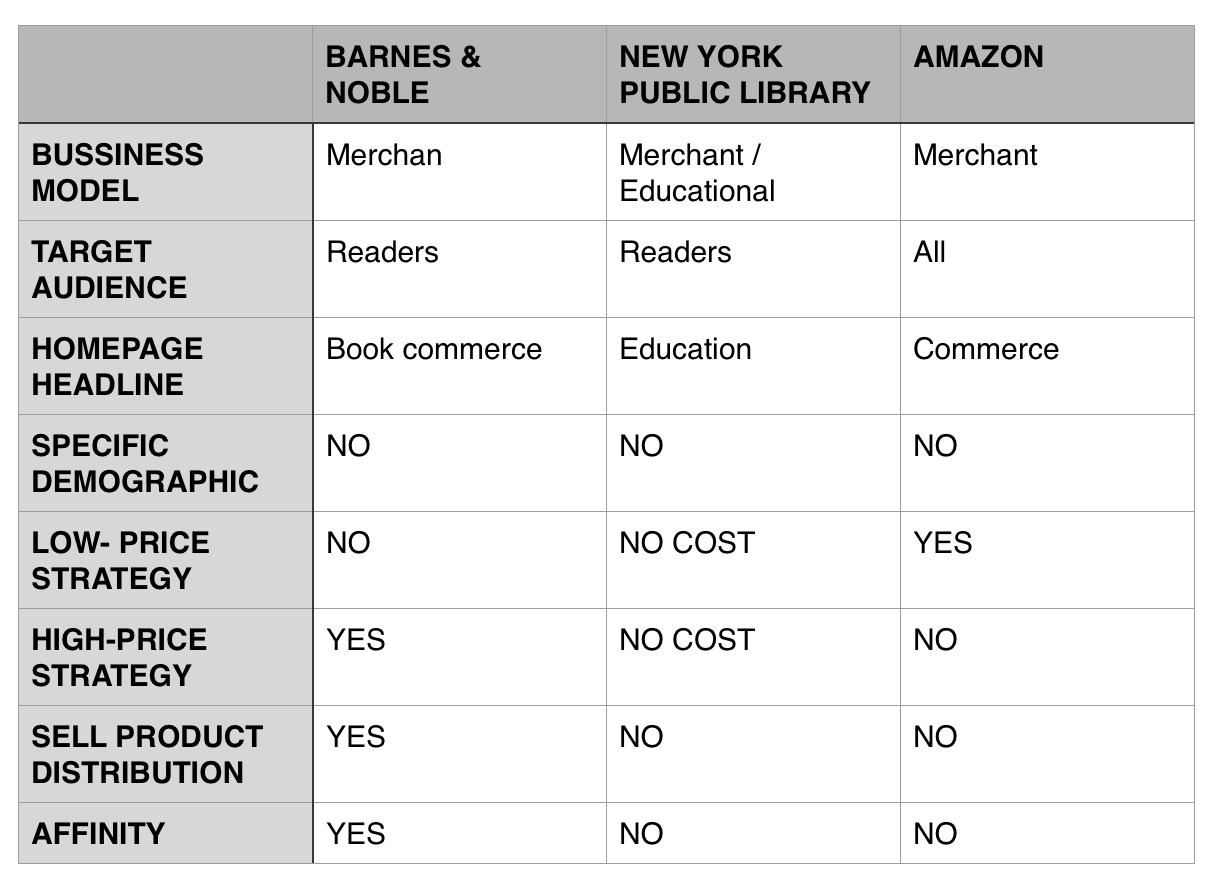 BARNES & NOBLE NEW YORK PUBLIC LIBRARY AMAZON
BUSSINESS MODEL Merchan Merchant / Educational Merchant
TARGET AUDIENCE Readers Readers All
HOMEPAGE HEADLINE Book commerce Education Commerce
SPECIFIC DEMOGRAPHIC NO NO NO
LOW- PRICE STRATEGY NO NO COST YES
HIGH-PRICE STRATEGY YES NO COST NO
SELL PRODUCT DISTRIBUTION YES NO NO
AFFINITY YES NO NO